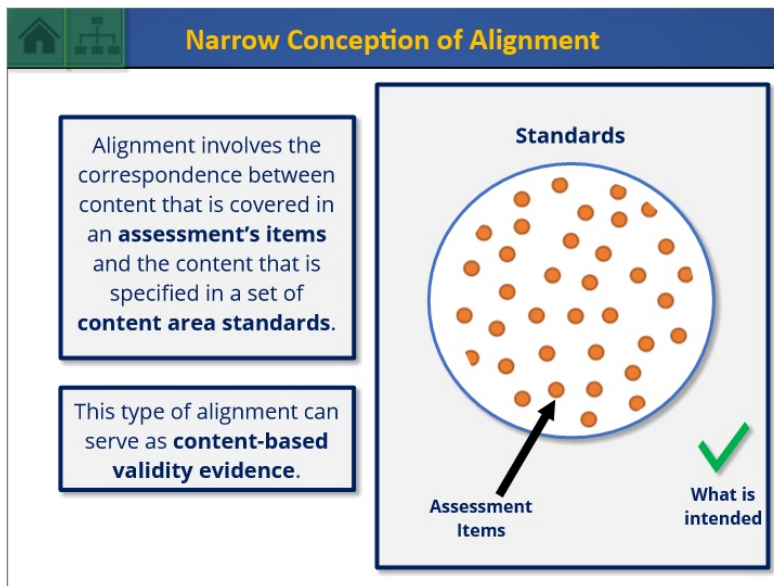 Narrow Conception of Alignment
Alignment involves the
correspondence between
content that is covered in
an assessment's items
and the content that is
specified in a set of
content area standards.
This type of alignment can
serve as content-based
validity evidence.
Standards
Assessment
Items
What is
intended